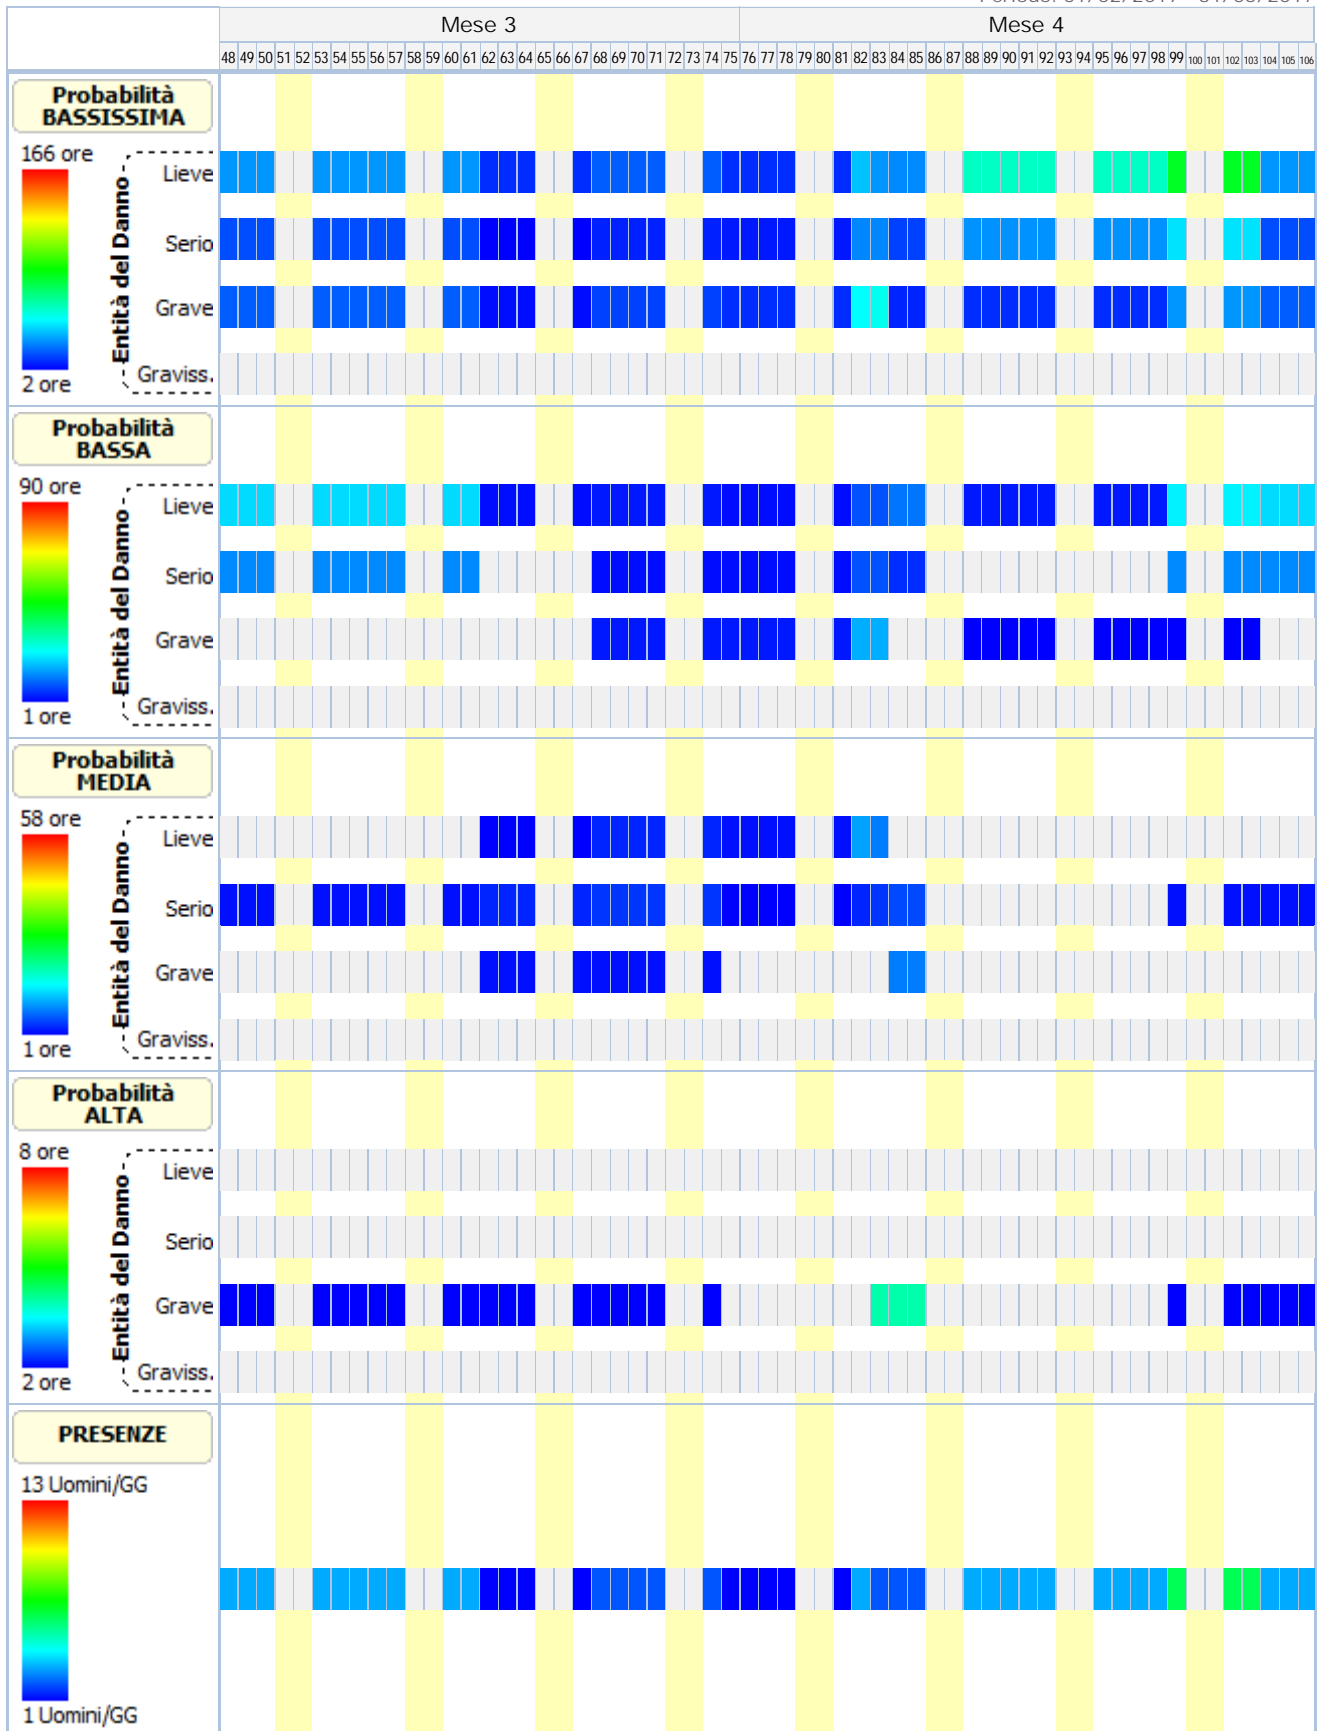 Mese 3 Mese 4
48 49 50 51 52 53 54 55 56 57 58 59 60 61 62 63 64 65 66 67 68 69 70 71 72 73 74 75 76 77 78 79 80 81 82 83 84 85 86 87 88 89 90 91 92 93 94 95 96 97 98 99 100 101 102 103 104 105 106
Probabilità
BASSISSIMA
166 ore
Entità del Danno
Lieve
Serio
Grave
Graviss.
2 ore
Probabilità
BASSA
90 ore
Entità del Danno
Lieve
Serio
Grave
Graviss.
1 ore
Probabilità
MEDIA
58 ore
Entità del Danno
Lieve
Serio
Grave
Graviss.
1 ore
Probabilità
ALTA
8 ore
Entità del Danno
Lieve
Serio
Grave
Graviss.
2 ore
PRESENZE
13 Uomini/GG
1 Uomini/GG